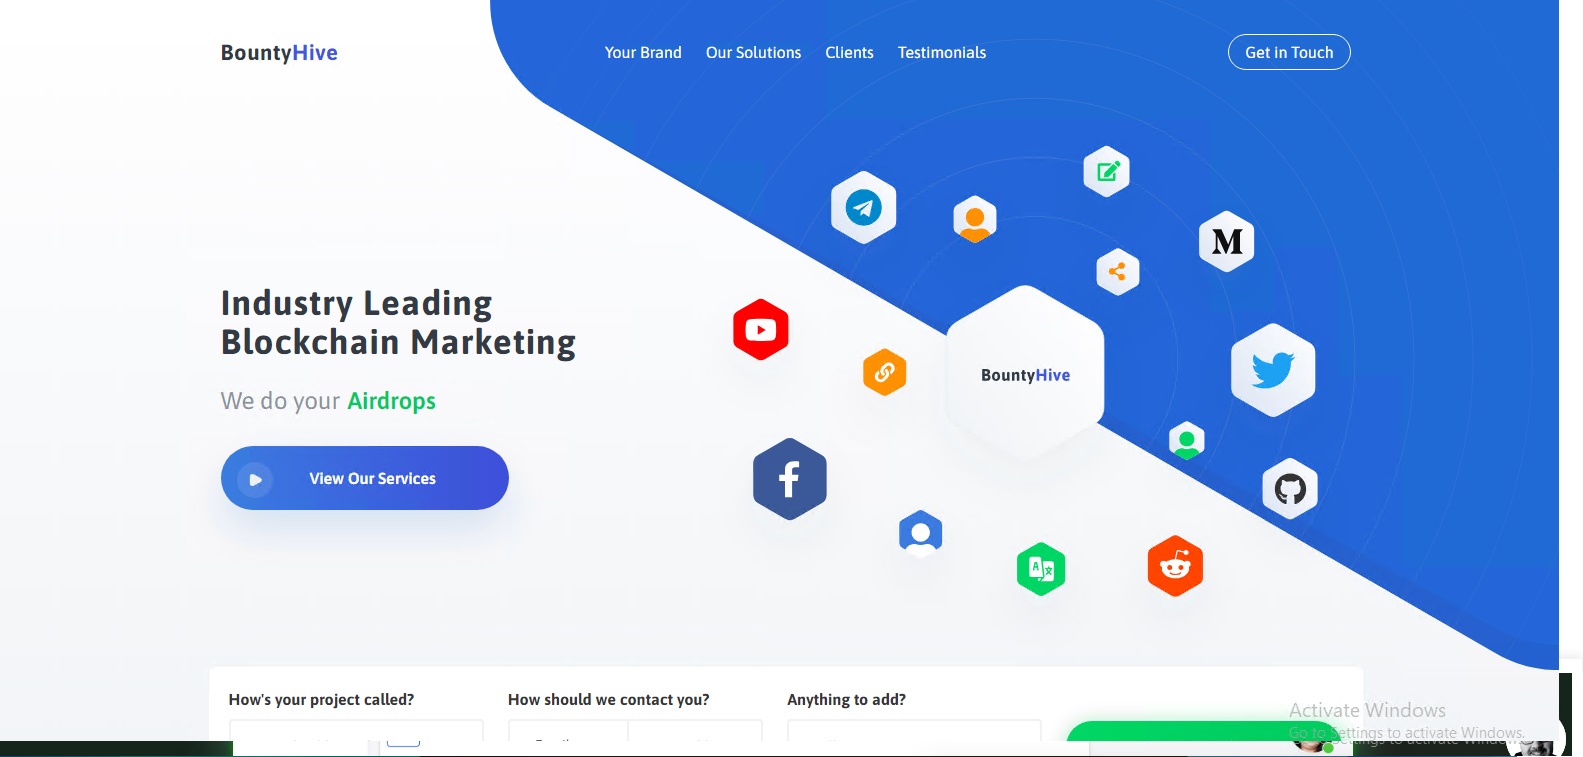 BountyHive
Your Brand
Our Solutions
Clients
Testimonials
Get in Touch
M
Industry Leading
Blockchain Marketing
We do your Airdrops
View Our Services
BountyHive
How's your project called?
How should we contact you?
Anything to add?
Activate Windows
Go to Settings to activate Windows.